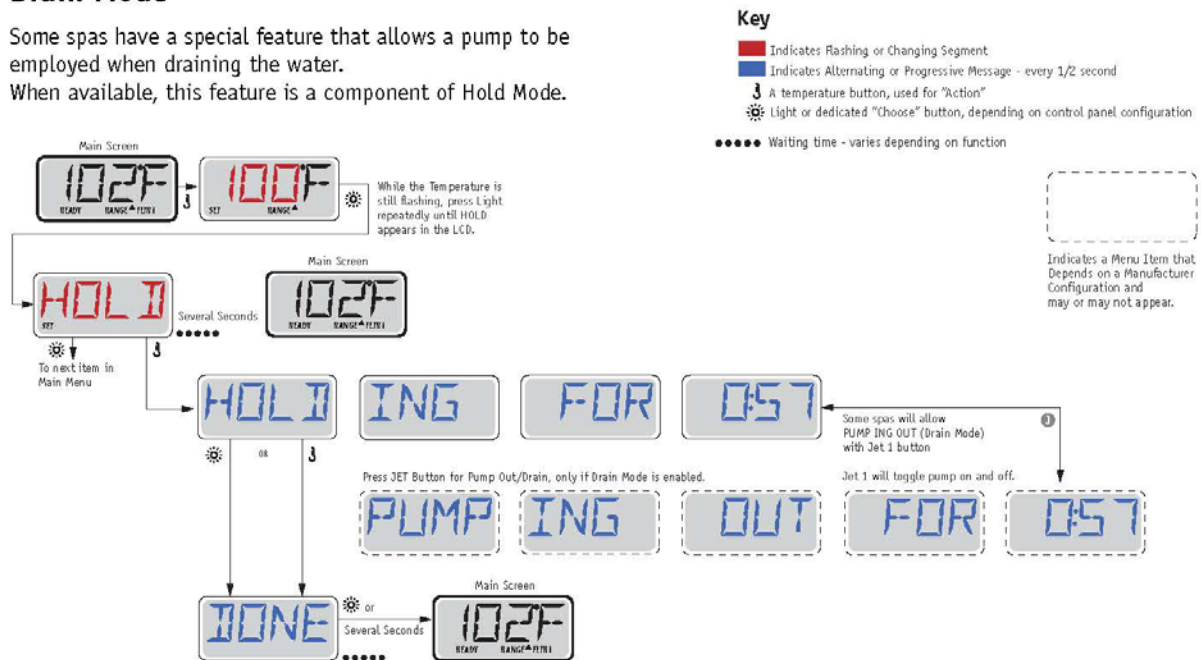 Drain Mode
Some spas have a special feature that allows a pump to be
employed when draining the water.
When available, this feature is a component of Hold Mode.
Key
Indicates Flashing or Changing Segment
Indicates Alternating or Progressive Message - every 1/2 second
A temperature button, used for "Action"
Light or dedicated "Choose" button, depending on control panel configuration
Waiting time - varies depending on function
Indicates a Menu Item that
Depends on a Manufacturer
Configuration and
may or may not appear.
Main Screen
102°F
READY RANGE FLTR1
100°F
SET RANGE
While the Temperature is
still flashing, press Light
repeatedly until HOLD
appears in the LCD.
HOLD
SET
Several Seconds
Main Screen
102°F
READY RANGE FLTR1
To next item in
Main Menu
HOLD ING FOR 0:57
Some spas will allow
PUMP ING OUT (Drain Mode)
with Jet 1 button
J
OR
Press JET Button for Pump Out/Drain, only if Drain Mode is enabled.
Jet 1 will toggle pump on and off.
PUMP ING OUT FOR 0:57
DONE
or
Several Seconds
Main Screen
102°F
READY RANGE FLTR1